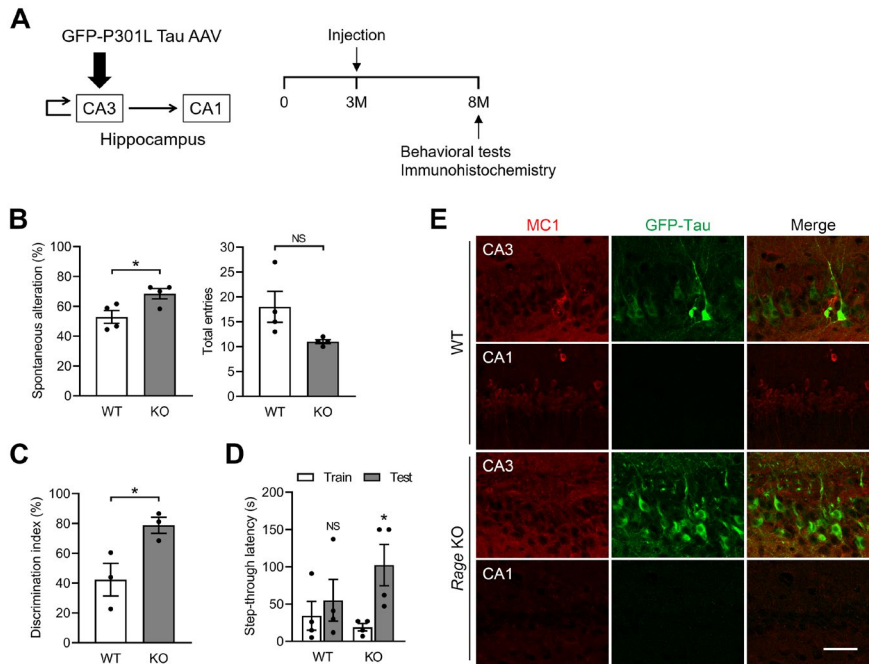 A
GFP-P301L Tau AAV
CA3
CA1
Hippocampus
Injection
0
3M
8M
Behavioral tests
Immunohistochemistry
B
Spontaneous alteration (%)
100
80
60
40
20
0
*
WT
KO
Total entries
30
25
20
15
10
5
0
NS
WT
KO
C
Discrimination index (%)
100
80
60
40
20
0
*
WT
KO
D
Train
Test
Step-through latency (s)
200
150
100
50
0
NS
*
WT
KO
E
MC1
GFP-Tau
Merge
WT
CA3
CA1
Rage KO
CA3
CA1